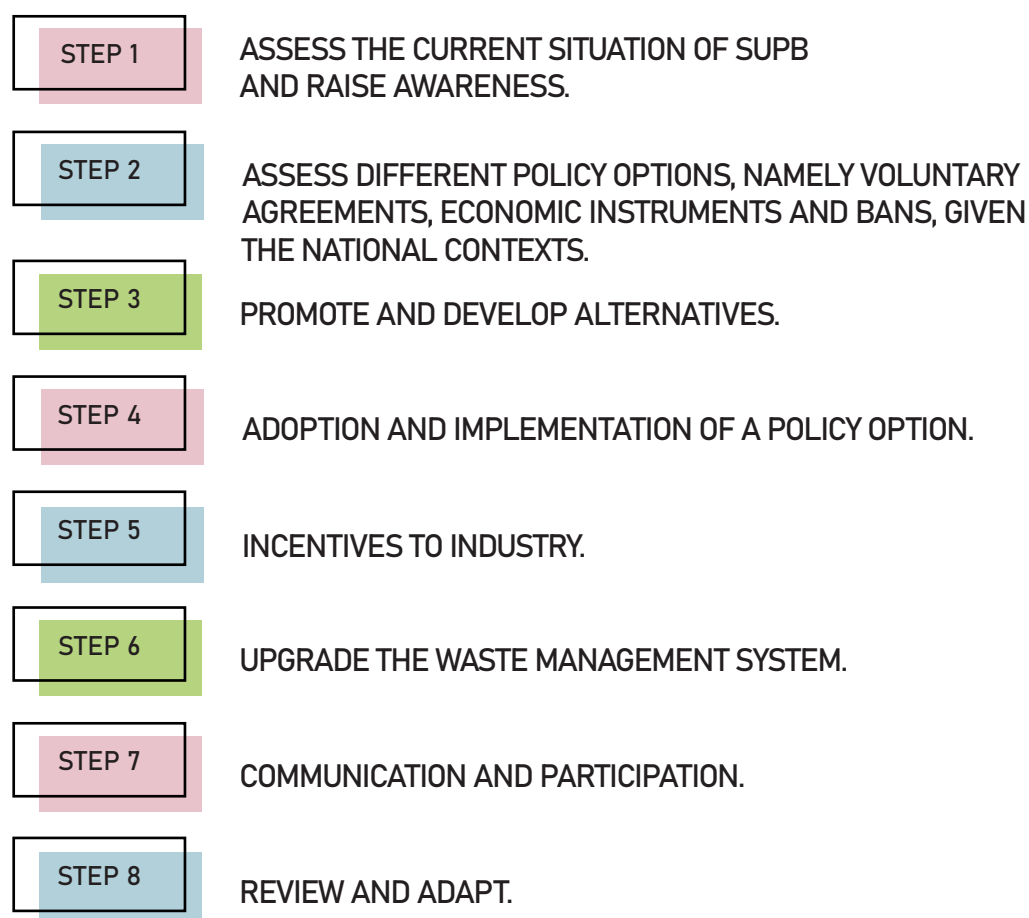 STEP 1
ASSESS THE CURRENT SITUATION OF SUPB
AND RAISE AWARENESS.
STEP 2
ASSESS DIFFERENT POLICY OPTIONS, NAMELY VOLUNTARY
AGREEMENTS, ECONOMIC INSTRUMENTS AND BANS, GIVEN
THE NATIONAL CONTEXTS.
STEP 3
PROMOTE AND DEVELOP ALTERNATIVES.
STEP 4
ADOPTION AND IMPLEMENTATION OF A POLICY OPTION.
STEP 5
INCENTIVES TO INDUSTRY.
STEP 6
UPGRADE THE WASTE MANAGEMENT SYSTEM.
STEP 7
COMMUNICATION AND PARTICIPATION.
STEP 8
REVIEW AND ADAPT.